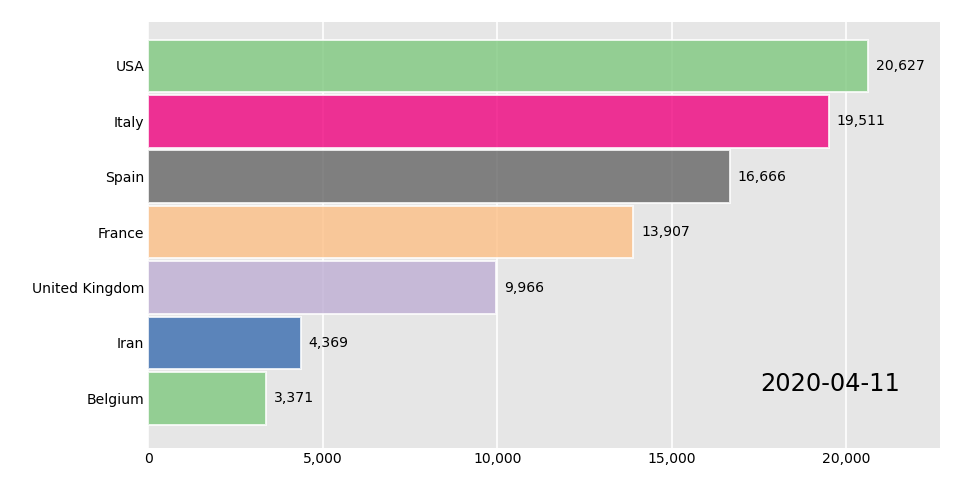 USA 20,627
Italy 19,511
Spain 16,666
France 13,907
United Kingdom 9,966
Iran 4,369
2020-04-11
Belgium 3,371
0 5,000 10,000 15,000 20,000